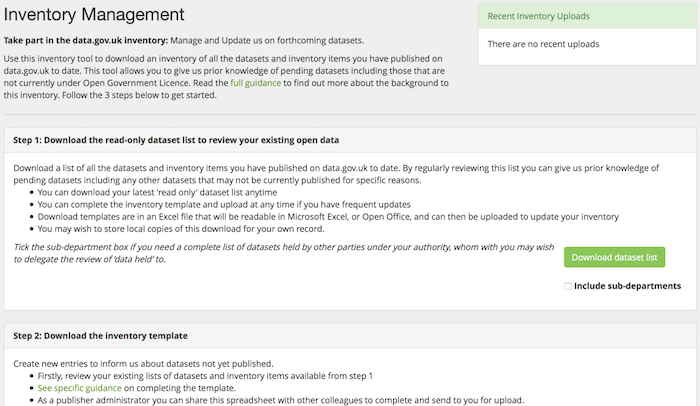 Inventory Management
Take part in the data.gov.uk inventory: Manage and Update us on forthcoming datasets.
Use this inventory tool to download an inventory of all the datasets and inventory items you have published on
data.gov.uk to date. This tool allows you to give us prior knowledge of pending datasets including those that are
not currently under Open Government Licence. Read the full guidance to find out more about the background to
this inventory. Follow the 3 steps below to get started.
Recent Inventory Uploads
There are no recent uploads
Step 1: Download the read-only dataset list to review your existing open data
Download a list of all the datasets and inventory items you have published on data.gov.uk to date. By regularly reviewing this list you can give us prior knowledge of
pending datasets including any other datasets that may not be currently published for specific reasons.
• You can download your latest 'read only' dataset list anytime
• You can complete the inventory template and upload at any time if you have frequent updates
• Download templates are in an Excel file that will be readable in Microsoft Excel, or Open Office, and can then be uploaded to update your inventory
• You may wish to store local copies of this download for your own record.
Tick the sub-department box if you need a complete list of datasets held by other parties under your authority, whom with you may wish
to delegate the review of 'data held' to.
Download dataset list
Include sub-departments
Step 2: Download the inventory template
Create new entries to inform us about datasets not yet published.
• Firstly, review your existing lists of datasets and inventory items available from step 1
• See specific guidance on completing the template.
• As a publisher administrator you can share this spreadsheet with other colleagues to complete and send to you for upload.